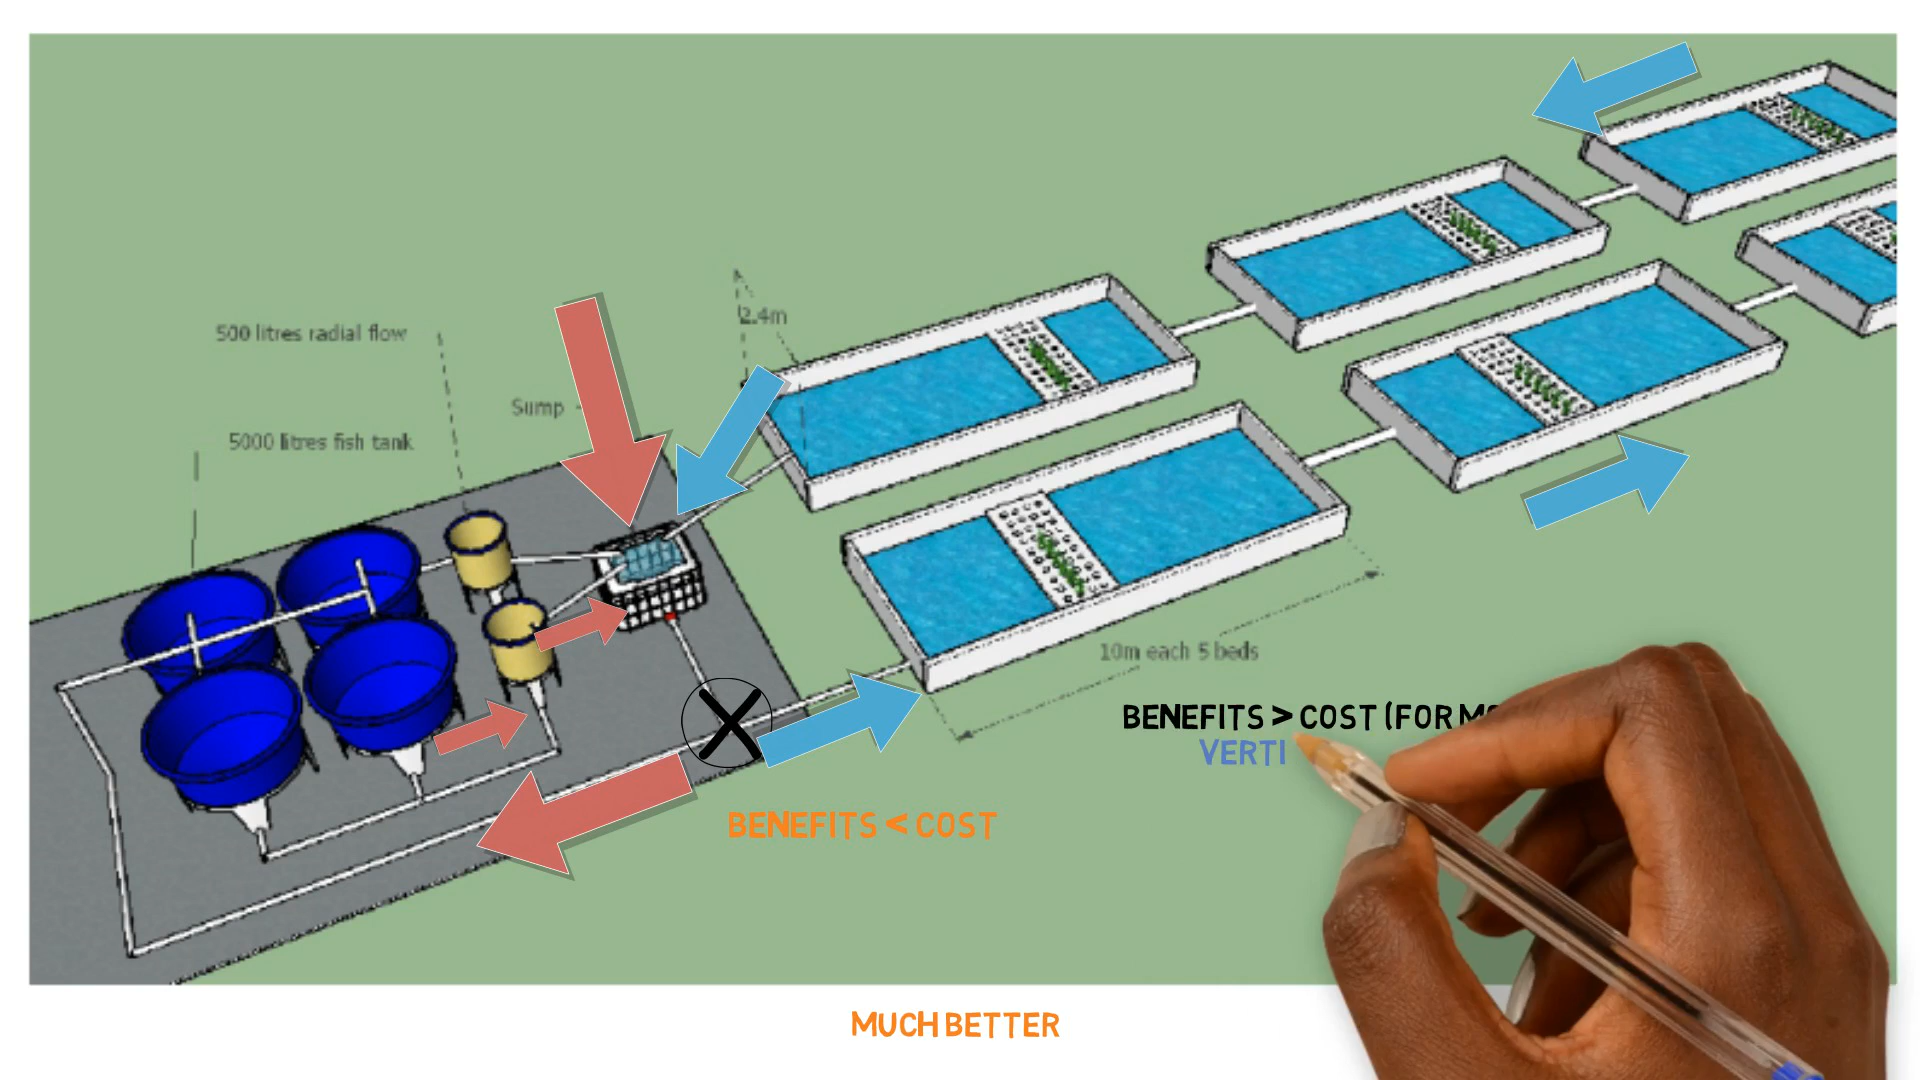 2.4m
500 litres radial flow
Sump
5000 litres fish tank
10m each 5 beds
BENEFITS > COST (FOR
VERTI
BENEFITS < COST
MUCH BETTER